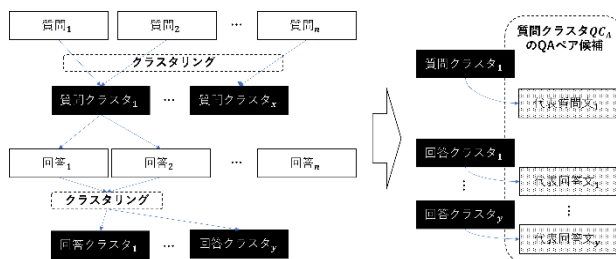 質問1 質問2 … 質問n
クラスタリング
質問クラスタ1 … 質問クラスタx
回答1 回答2 … 回答n
クラスタリング
回答クラスタ1 … 回答クラスタy
質問クラスタQC_A
のQAペア候補
質問クラスタ1
代表質問文1
回答クラスタ1
代表回答文1
⋮
回答クラスタy
⋮
代表回答文y